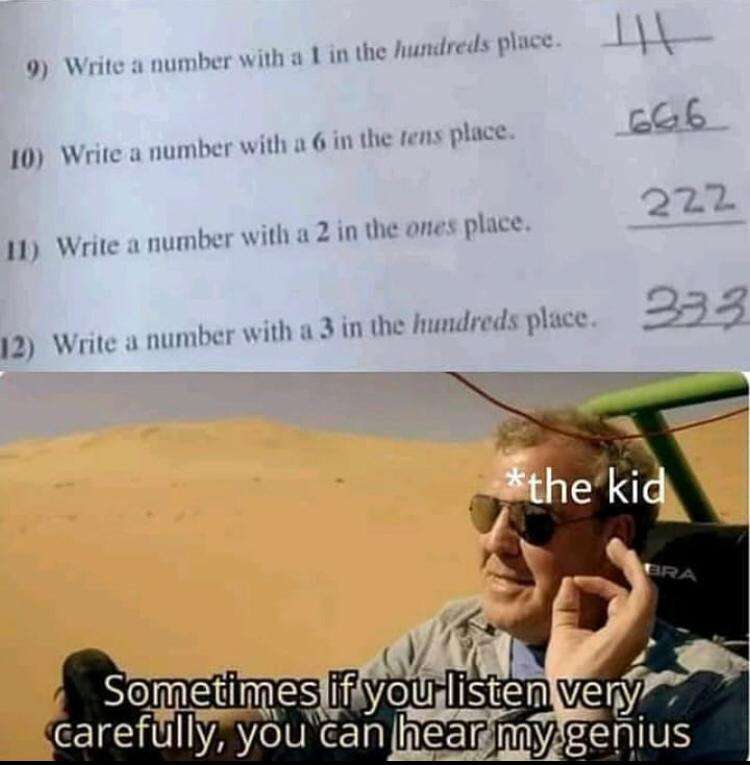 9) Write a number with a 1 in the hundreds place. 111
10) Write a number with a 6 in the tens place. 666
11) Write a number with a 2 in the ones place. 222
12) Write a number with a 3 in the hundreds place. 333
*the kid
BRA
Sometimes if you listen very
carefully, you can hear my genius